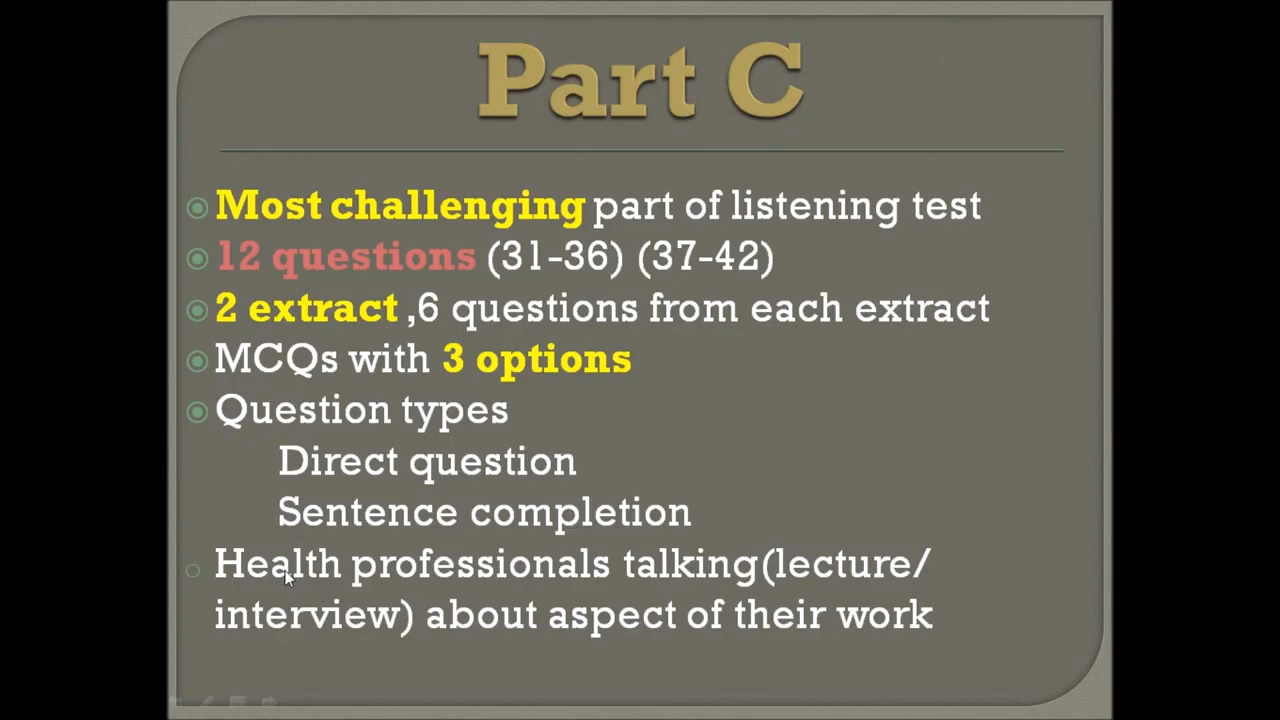 Part C
Most challenging part of listening test
12 questions (31-36) (37-42)
2 extract ,6 questions from each extract
MCQs with 3 options
Question types
Direct question
Sentence completion
Health professionals talking(lecture/
interview) about aspect of their work